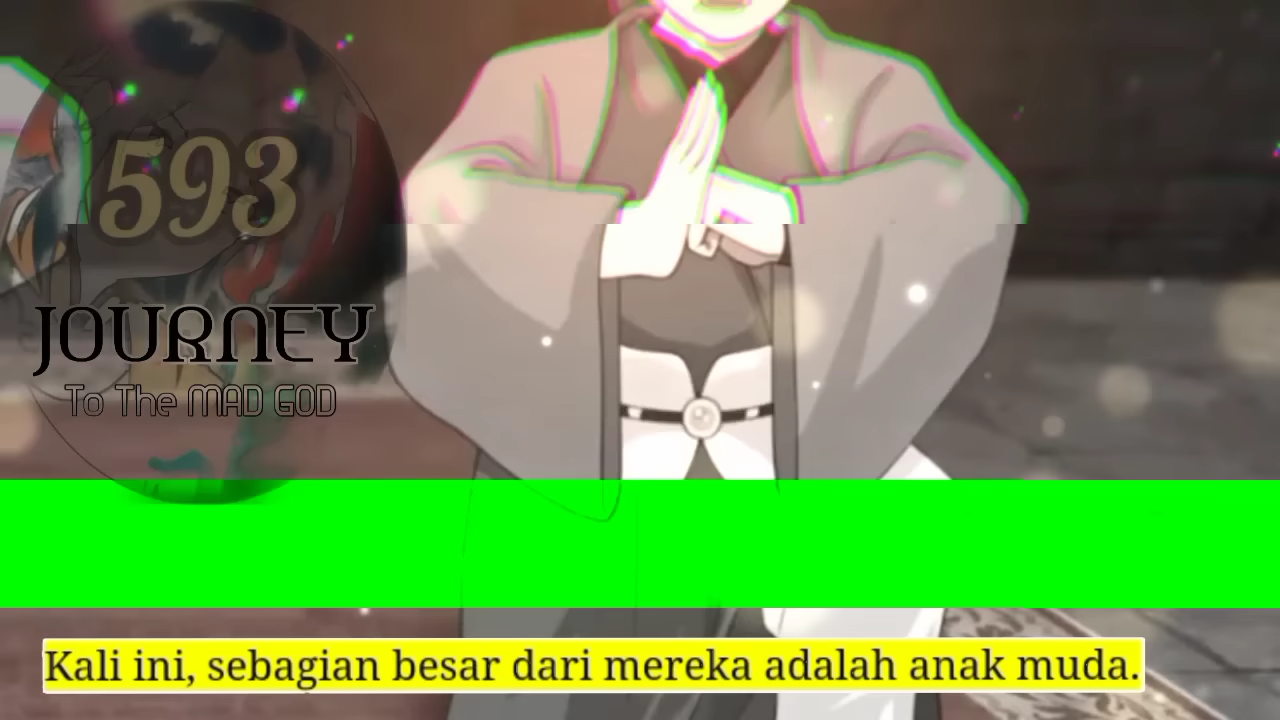 593
JOURNEY
To The MAD GOD
Kali ini, sebagian besar dari mereka adalah anak muda.